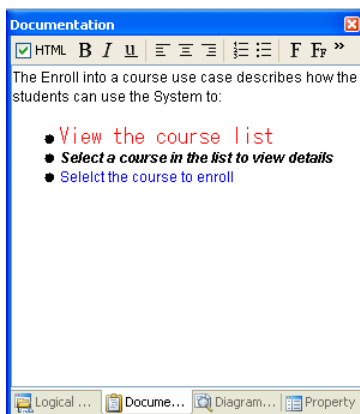 Documentation
HTML B I u F FF »
The Enroll into a course use case describes how the
students can use the System to:
View the course list
Select a course in the list to view details
Selelct the course to enroll
Logical ... Docume... Diagram... Property